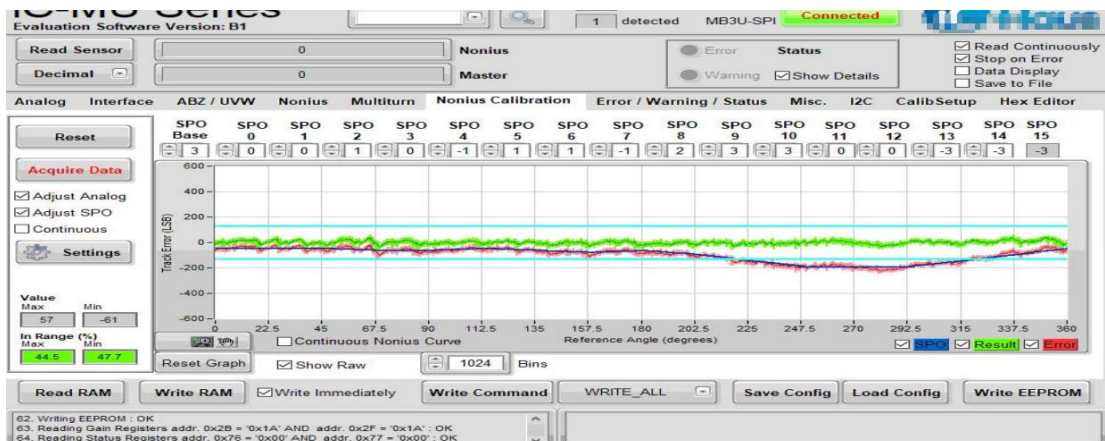 iC-MU Series
Evaluation Software Version: B1
1 detected MB3U-SPI Connected
Read Sensor 0 Nonius Error Status Read Continuously
Stop on Error
Decimal 0 Master Warning Show Details Data Display
Save to File
Analog Interface ABZ / UVW Nonius Multiturn Nonius Calibration Error / Warning / Status Misc. I2C CalibSetup Hex Editor
SPO Base SPO 0 SPO 1 SPO 2 SPO 3 SPO 4 SPO 5 SPO 6 SPO 7 SPO 8 SPO 9 SPO 10 SPO 11 SPO 12 SPO 13 SPO 14 SPO 15
3 0 0 1 0 -1 1 1 -1 2 3 3 0 0 -3 -3 -3
Reset
Acquire Data
Adjust Analog
Adjust SPO
Continuous
Settings
Value
Max Min
57 -61
In Range (%)
Max Min
44.5 47.7
Track Error (LSB)
600
400
200
0
-200
-400
-600
0 22.5 45 67.5 90 112.5 135 157.5 180 202.5 225 247.5 270 292.5 315 337.5 360
Continuous Nonius Curve Reference Angle (degrees) SPO Result Error
Reset Graph Show Raw 1024 Bins
Read RAM Write RAM Write Immediately Write Command WRITE_ALL Save Config Load Config Write EEPROM
62. Writing EEPROM : OK
63. Reading Gain Registers addr. 0x2B = '0x1A' AND addr. 0x2F = '0x1A' : OK
64. Reading Status Registers addr. 0x76 = '0x00' AND addr. 0x77 = '0x00' : OK